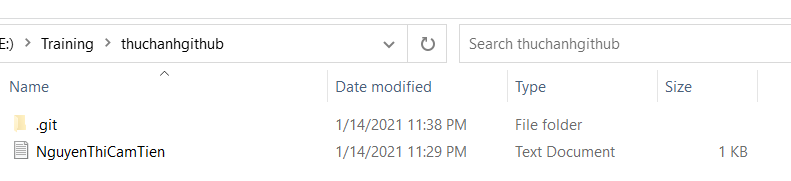 E:) > Training > thuchanhgithub Search thuchanhgithub
Name Date modified Type Size
.git 1/14/2021 11:38 PM File folder
NguyenThiCamTien 1/14/2021 11:29 PM Text Document 1 KB